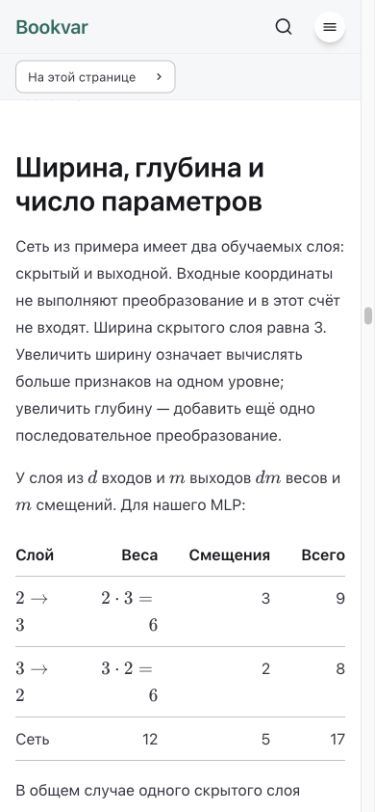 Bookvar
На этой странице
Ширина, глубина и
число параметров
Сеть из примера имеет два обучаемых слоя:
скрытый и выходной. Входные координаты
не выполняют преобразование и в этот счёт
не входят. Ширина скрытого слоя равна 3.
Увеличить ширину означает вычислять
больше признаков на одном уровне;
увеличить глубину — добавить ещё одно
последовательное преобразование.
У слоя из d входов и m выходов dm весов и
m смещений. Для нашего MLP:
Слой Веса Смещения Всего
2 → 2 · 3 = 3 9
3 6
3 → 3 · 2 = 2 8
2 6
Сеть 12 5 17
В общем случае одного скрытого слоя